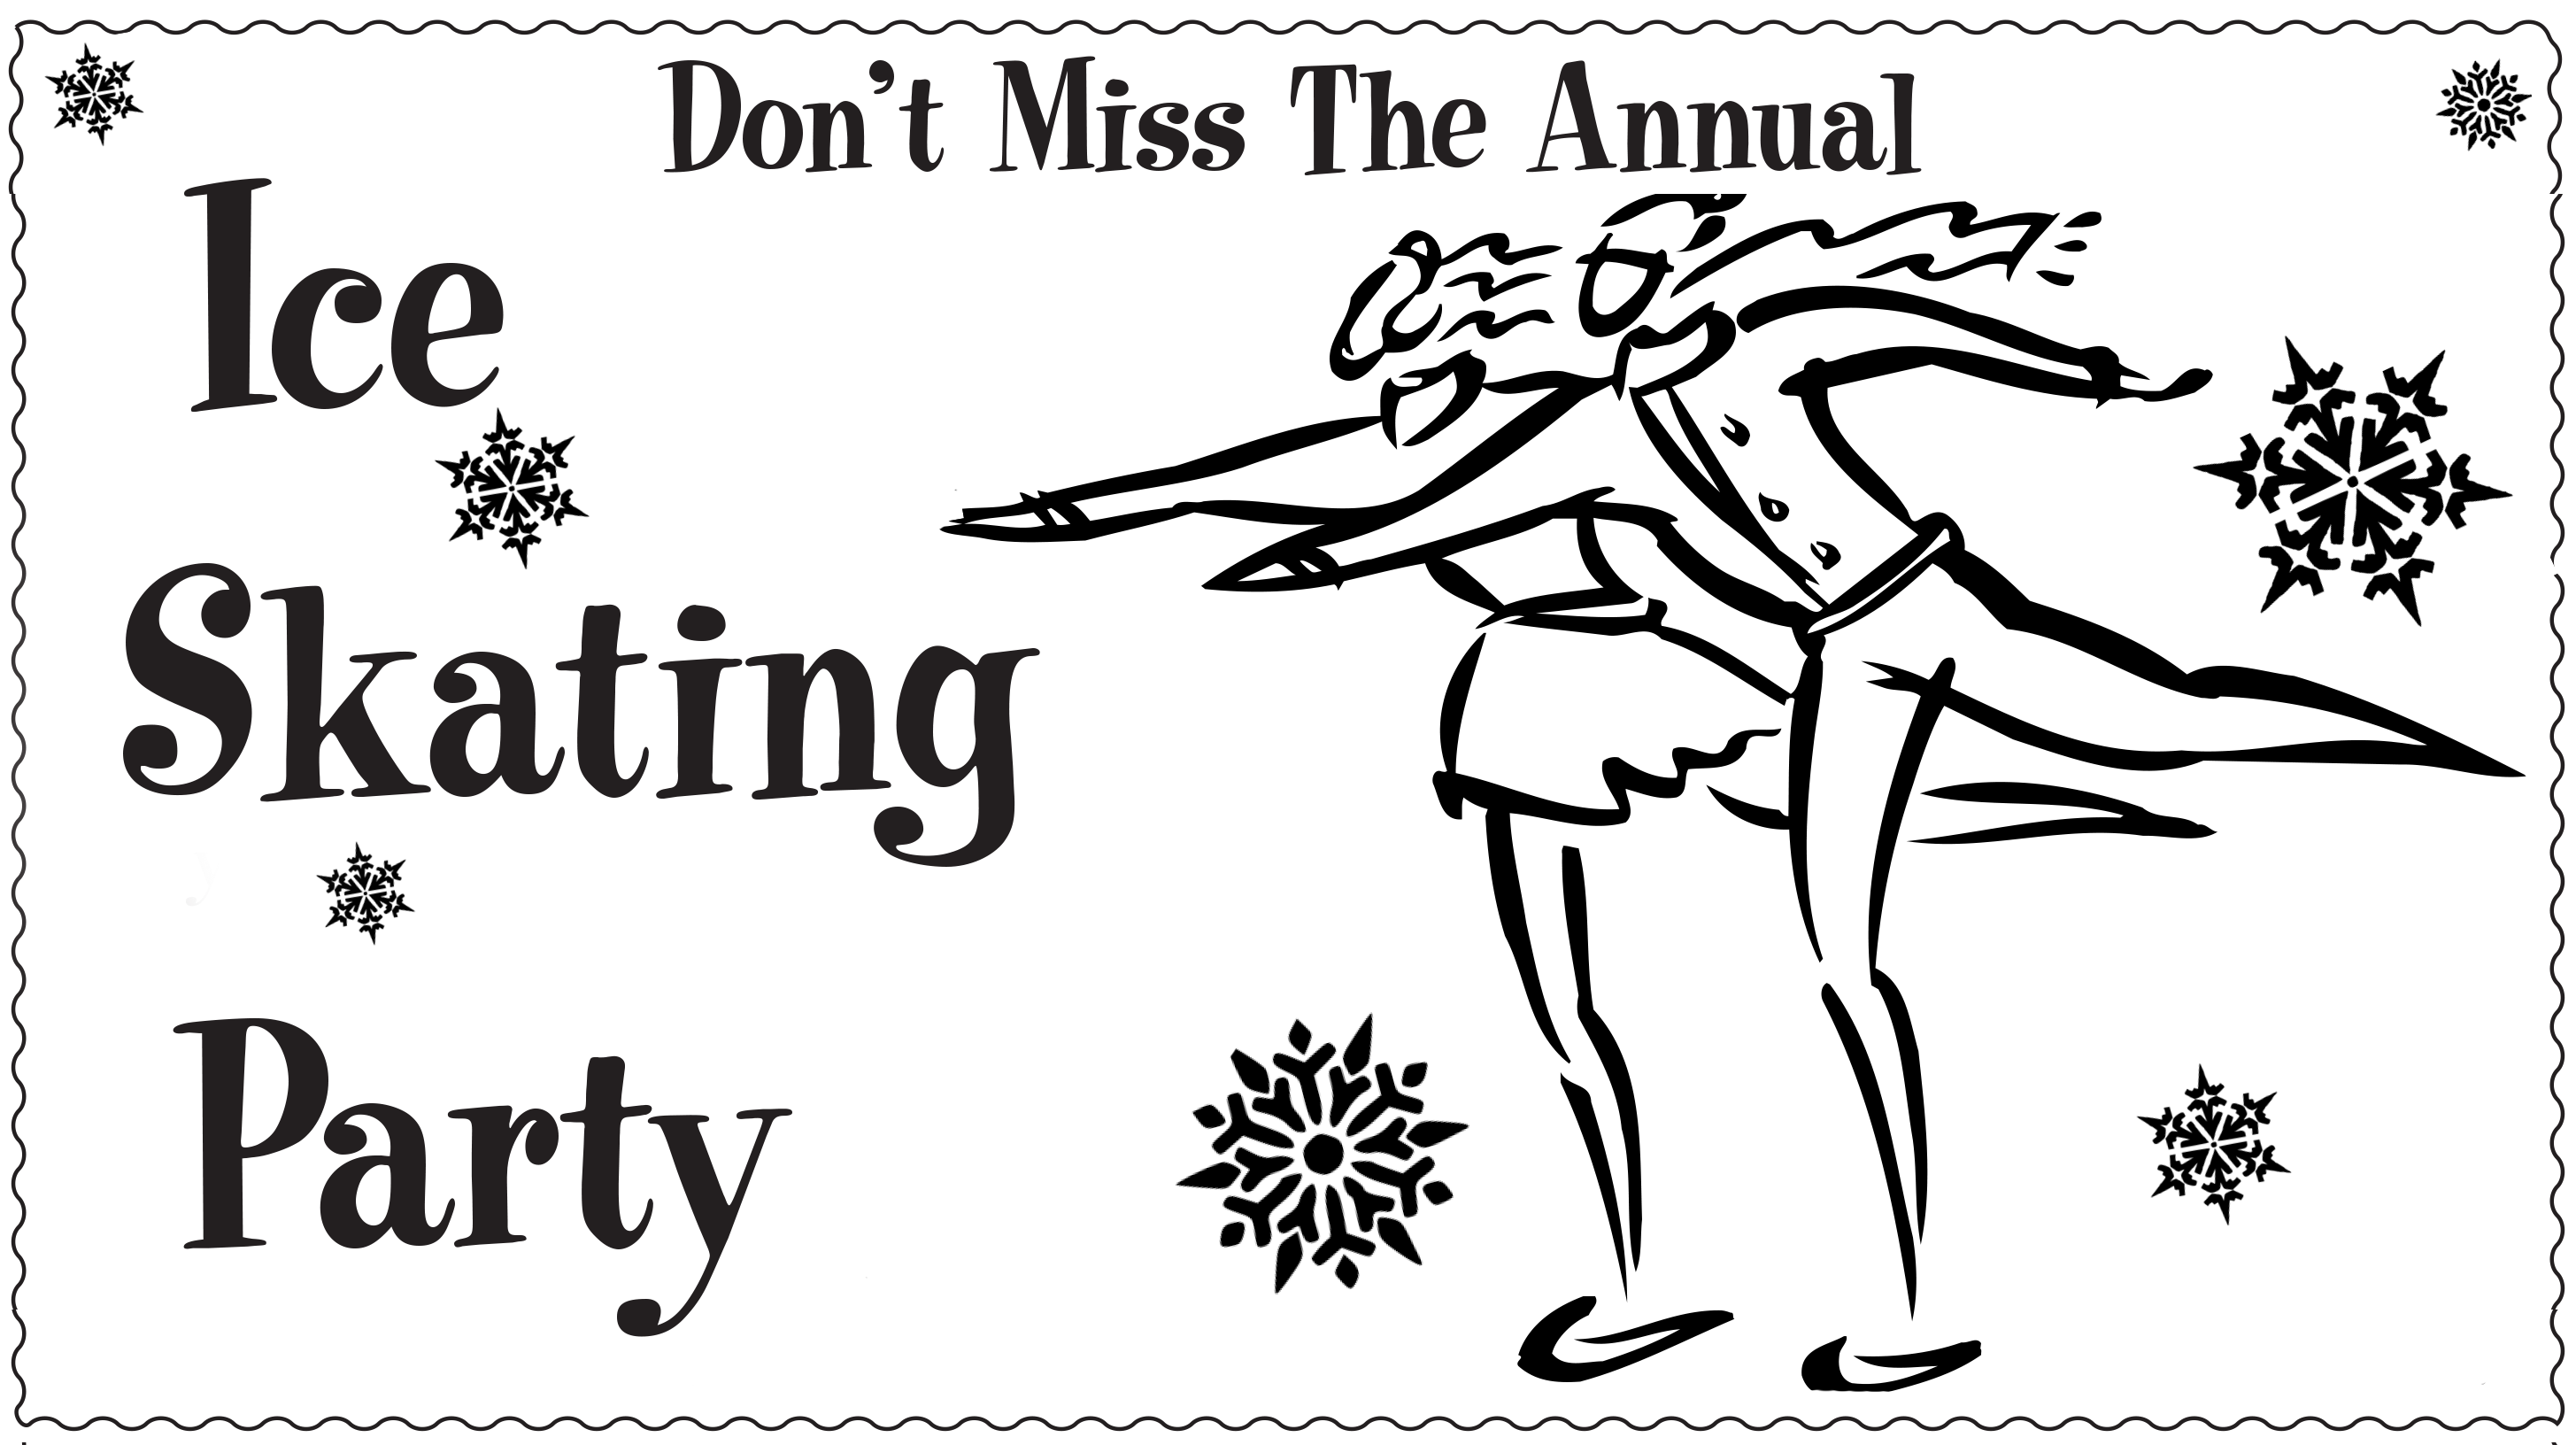 Don't Miss The Annual
Ice
Skating
Party